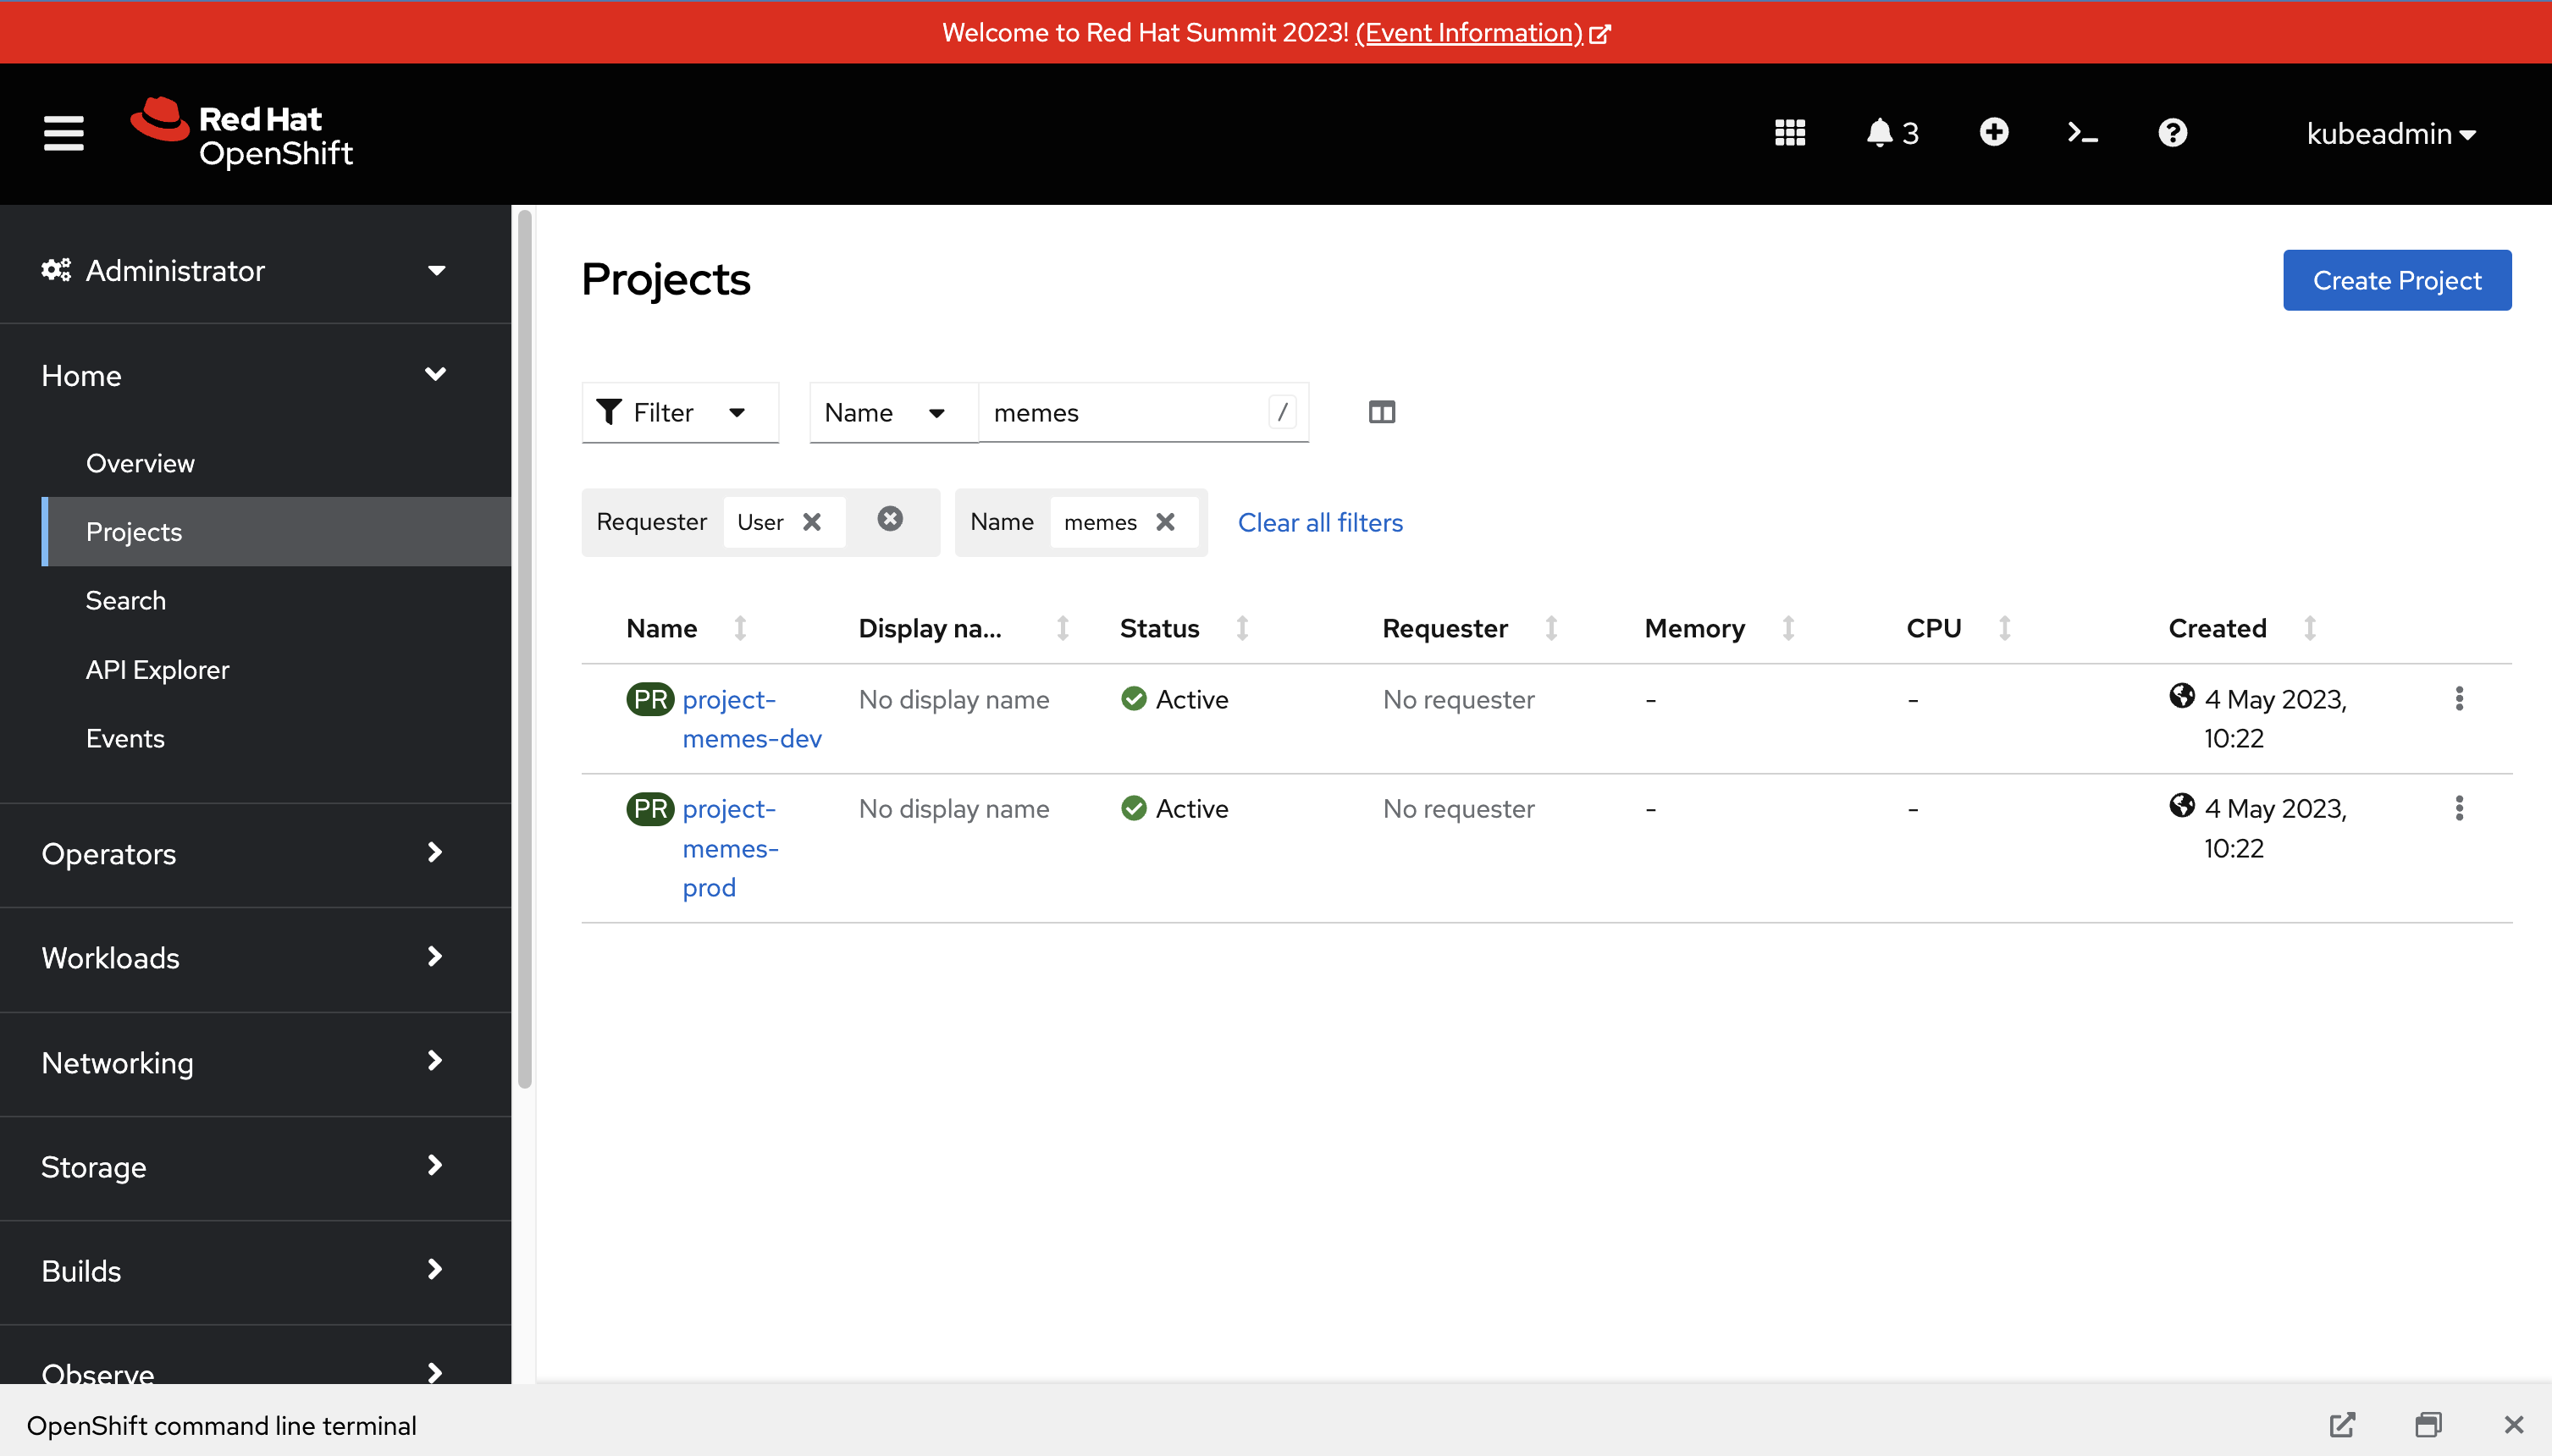 Welcome to Red Hat Summit 2023! (Event Information)
Red Hat
OpenShift
3
kubeadmin
Administrator
Home
Overview
Projects
Search
API Explorer
Events
Operators
Workloads
Networking
Storage
Builds
Observe
Projects
Create Project
Filter
Name
memes
/
Requester
User
Name
memes
Clear all filters
Name
Display na...
Status
Requester
Memory
CPU
Created
PR project-
memes-dev
No display name
Active
No requester
-
-
4 May 2023,
10:22
PR project-
memes-
prod
No display name
Active
No requester
-
-
4 May 2023,
10:22
OpenShift command line terminal